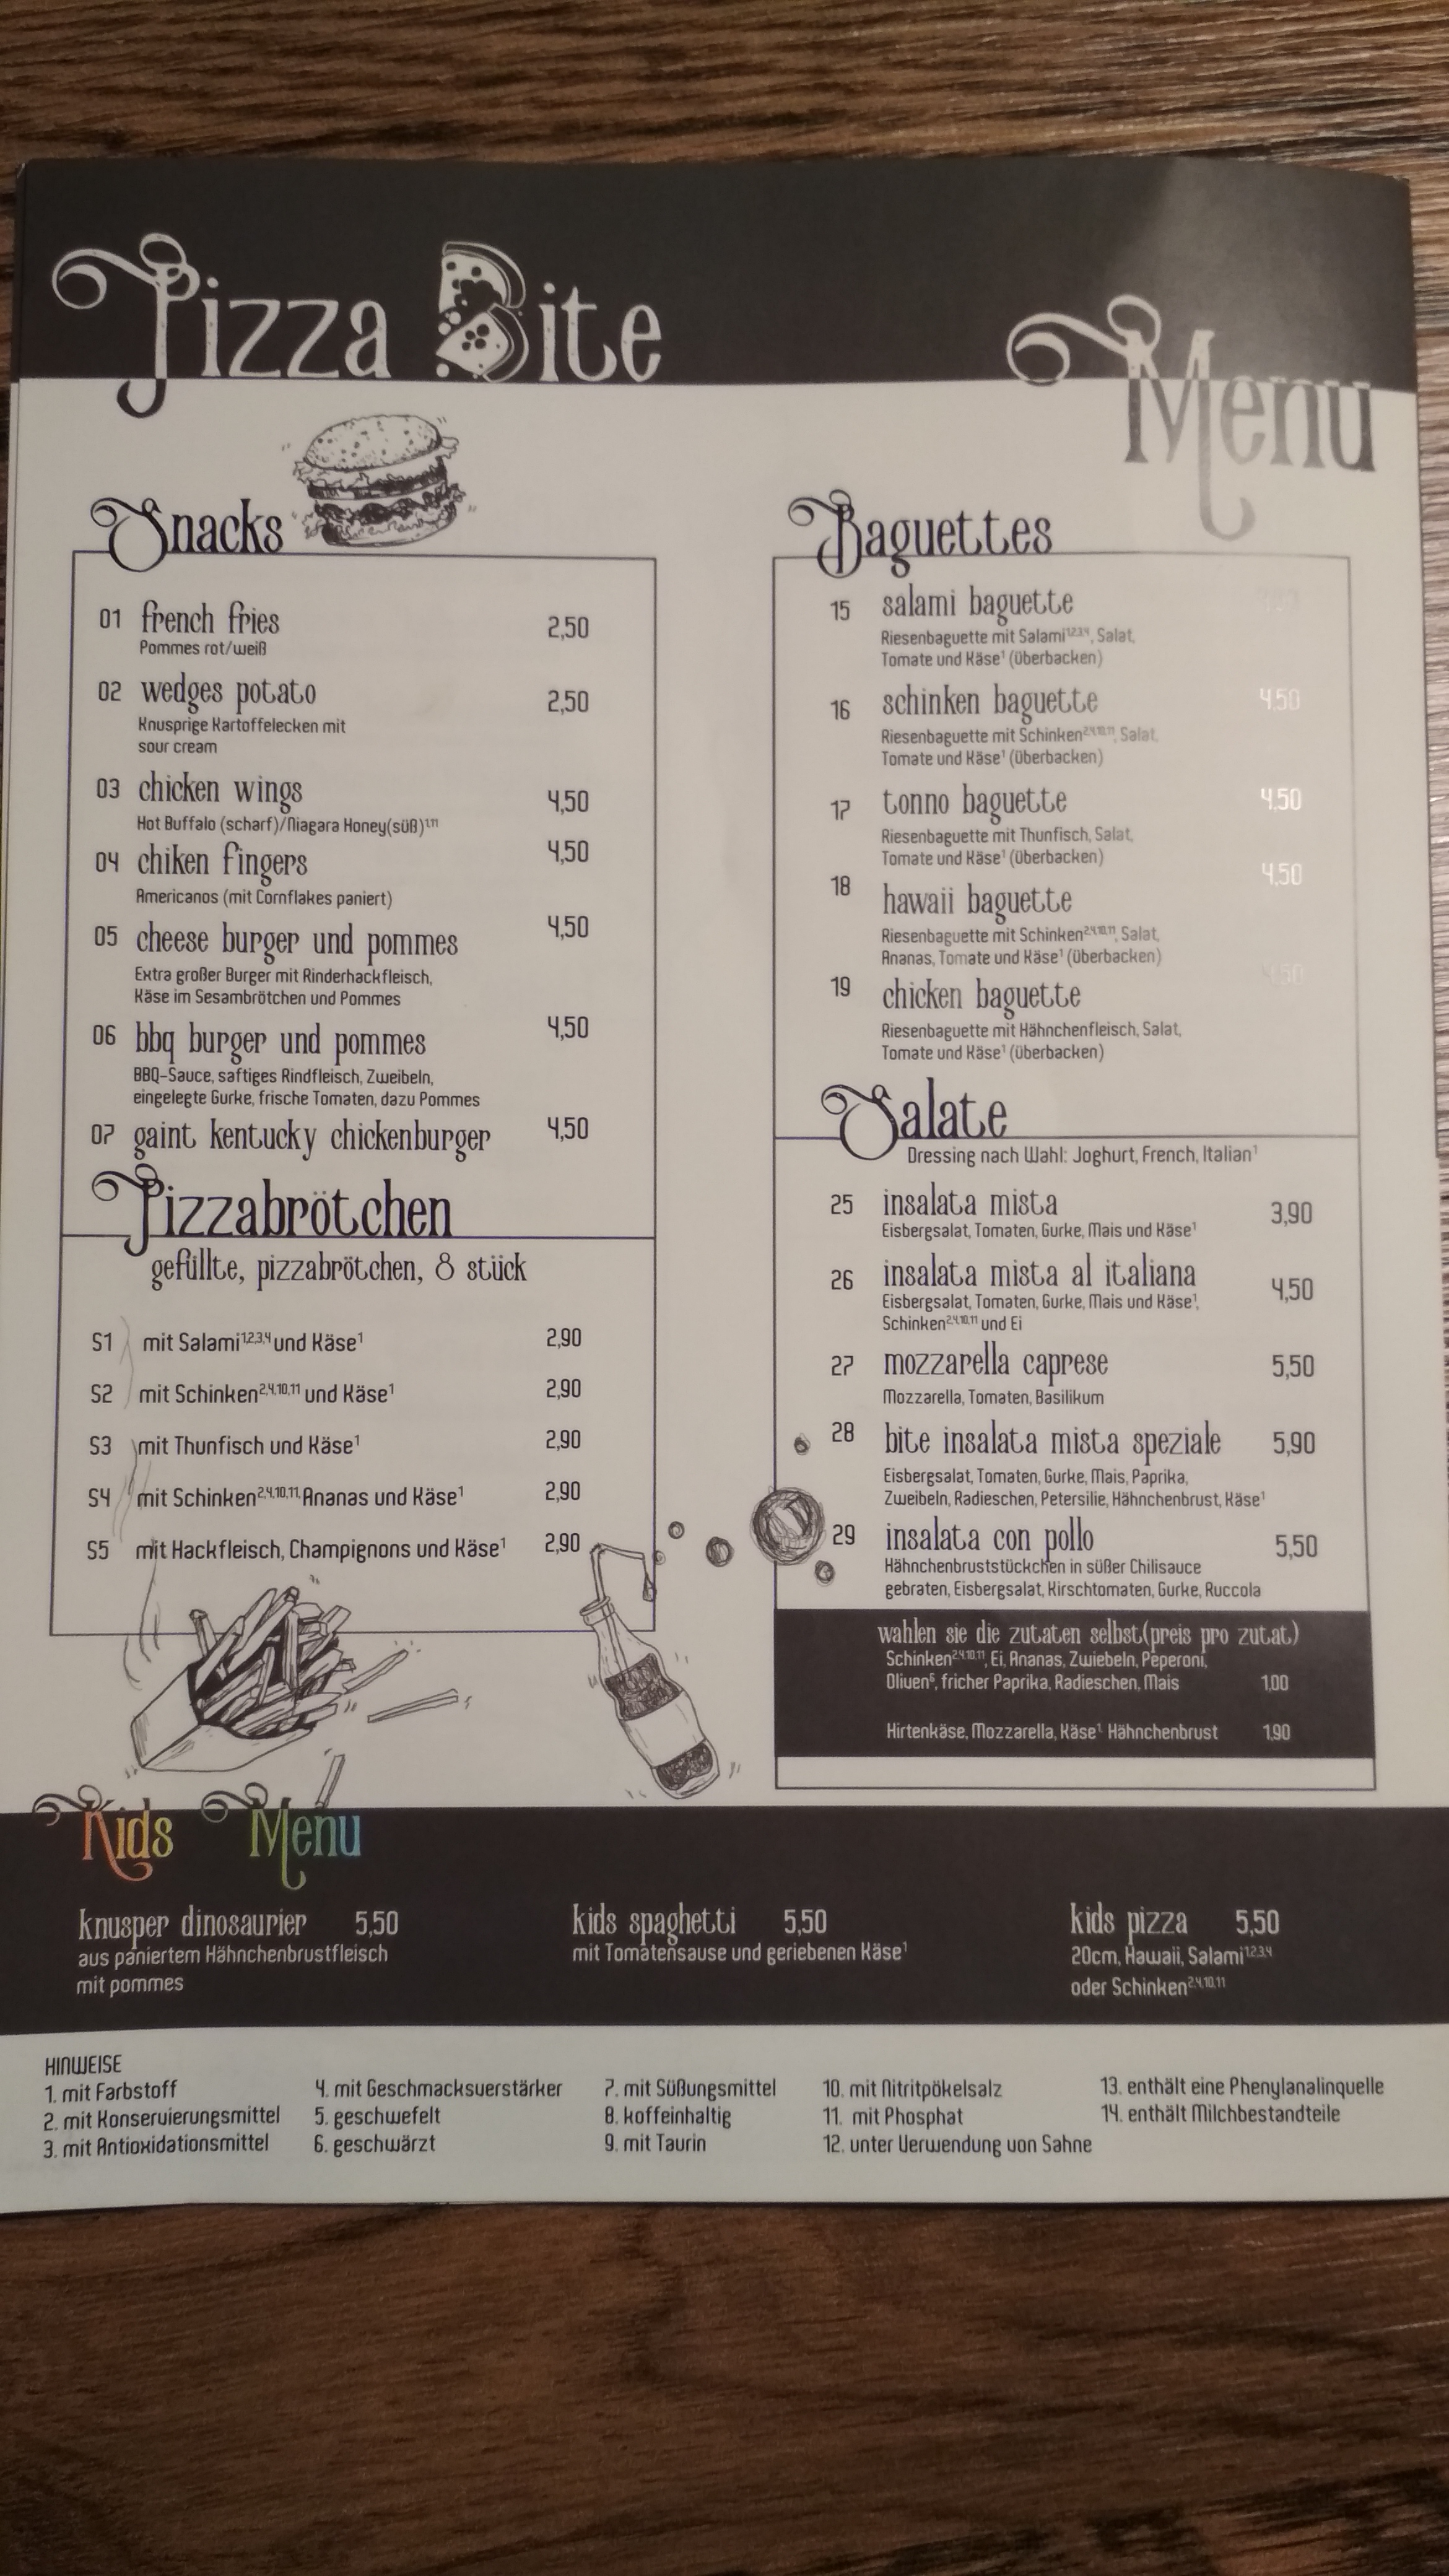 Pizza Bite
Menu
Snacks
01 french fries 2,50
Pommes rot/weiß
02 wedges potato 2,50
Knusprige Kartoffelecken mit
sour cream
03 chicken wings 4,50
Hot Buffalo (scharf)/Niagara Honey(süß)
04 chiken fingers 4,50
Americanos (mit Cornflakes paniert)
05 cheese burger und pommes 4,50
Extra großer Burger mit Rinderhackfleisch,
Käse im Sesambrötchen und Pommes
06 bbq burger und pommes 4,50
BBQ-Sauce, saftiges Rindfleisch, Zweibeln,
eingelegte Gurke, frische Tomaten, dazu Pommes
07 gaint kentucky chickenburger 4,50
Pizzabrötchen
gefüllte, pizzabrötchen, 8 stück
S1 mit Salami1,2,3,4 und Käse1 2,90
S2 mit Schinken2,4,10,11 und Käse1 2,90
S3 mit Thunfisch und Käse1 2,90
S4 mit Schinken2,4,10,11, Ananas und Käse1 2,90
S5 mit Hackfleisch, Champignons und Käse1 2,90
Baguettes
15 salami baguette
Riesenbaguette mit Salami1,2,3,4, Salat,
Tomate und Käse1 (überbacken)
16 schinken baguette 4,50
Riesenbaguette mit Schinken2,4,10,11, Salat,
Tomate und Käse1 (überbacken)
17 tonno baguette 4,50
Riesenbaguette mit Thunfisch, Salat,
Tomate und Käse1 (überbacken)
18 hawaii baguette 4,50
Riesenbaguette mit Schinken2,4,10,11, Salat,
Ananas, Tomate und Käse1 (überbacken)
19 chicken baguette 4,50
Riesenbaguette mit Hähnchenfleisch, Salat,
Tomate und Käse1 (überbacken)
Salate
Dressing nach Wahl: Joghurt, French, Italian1
25 insalata mista 3,90
Eisbergsalat, Tomaten, Gurke, Mais und Käse1
26 insalata mista al italiana 4,50
Eisbergsalat, Tomaten, Gurke, Mais und Käse1,
Schinken2,4,10,11 und Ei
27 mozzarella caprese 5,50
Mozzarella, Tomaten, Basilikum
28 bite insalata mista speziale 5,90
Eisbergsalat, Tomaten, Gurke, Mais, Paprika,
Zweibeln, Radieschen, Petersilie, Hähnchenbrust, Käse1
29 insalata con pollo 5,50
Hähnchenbruststückchen in süßer Chilisauce
gebraten, Eisbergsalat, Kirschtomaten, Gurke, Ruccola
wahlen sie die zutaten selbst(preis pro zutat)
Schinken2,4,10,11, Ei, Ananas, Zwiebeln, Peperoni,
Oliven6, fricher Paprika, Radieschen, Mais 1,00
Hirtenkäse, Mozzarella, Käse1, Hähnchenbrust 1,90
Kids Menu
knusper dinosaurier 5,50
aus paniertem Hähnchenbrustfleisch
mit pommes
kids spaghetti 5,50
mit Tomatensause und geriebenen Käse1
kids pizza 5,50
20cm, Hawaii, Salami1,2,3,4
oder Schinken2,4,10,11
HINWEISE
1. mit Farbstoff
2. mit Konservierungsmittel
3. mit Antioxidationsmittel
4. mit Geschmacksverstärker
5. geschwefelt
6. geschwärzt
7. mit Süßungsmittel
8. koffeinhaltig
9. mit Taurin
10. mit Nitritpökelsalz
11. mit Phosphat
12. unter Verwendung von Sahne
13. enthält eine Phenylanalinquelle
14. enthält Milchbestandteile